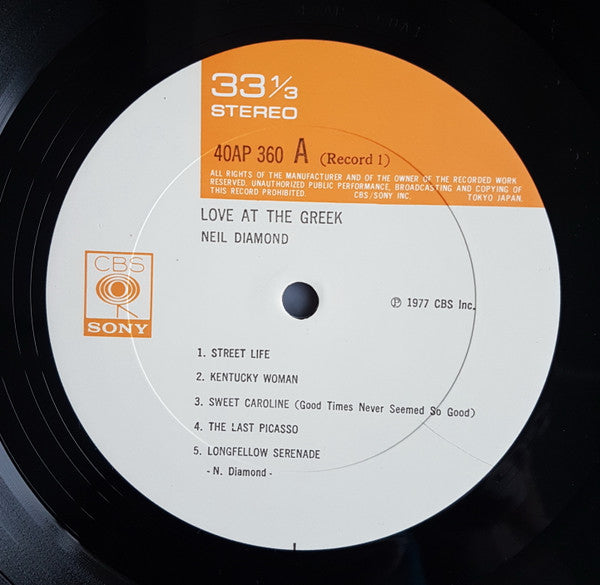 33 1/3
STEREO
40AP 360 A (Record 1)
ALL RIGHTS OF THE MANUFACTURER AND OF THE OWNER OF THE RECORDED WORK
RESERVED. UNAUTHORIZED PUBLIC PERFORMANCE, BROADCASTING AND COPYING OF
THIS RECORD PROHIBITED. CBS/SONY INC. TOKYO JAPAN.
LOVE AT THE GREEK
NEIL DIAMOND
CBS
SONY
℗ 1977 CBS Inc.
1. STREET LIFE
2. KENTUCKY WOMAN
3. SWEET CAROLINE (Good Times Never Seemed So Good)
4. THE LAST PICASSO
5. LONGFELLOW SERENADE
- N. Diamond -